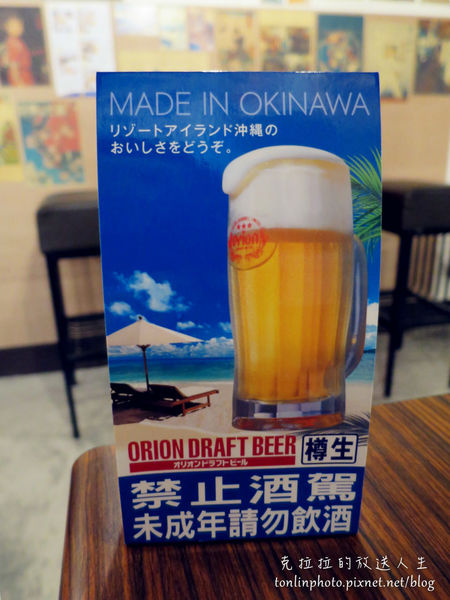 MADE IN OKINAWA
リゾートアイランド沖縄の
おいしさをどうぞ。
Orion
ORION DRAFT BEER 樽生
オリオンドラフトビール
禁止酒駕
未成年請勿飲酒
克拉拉的放送人生
tonlinphoto.pixnet.net/blog